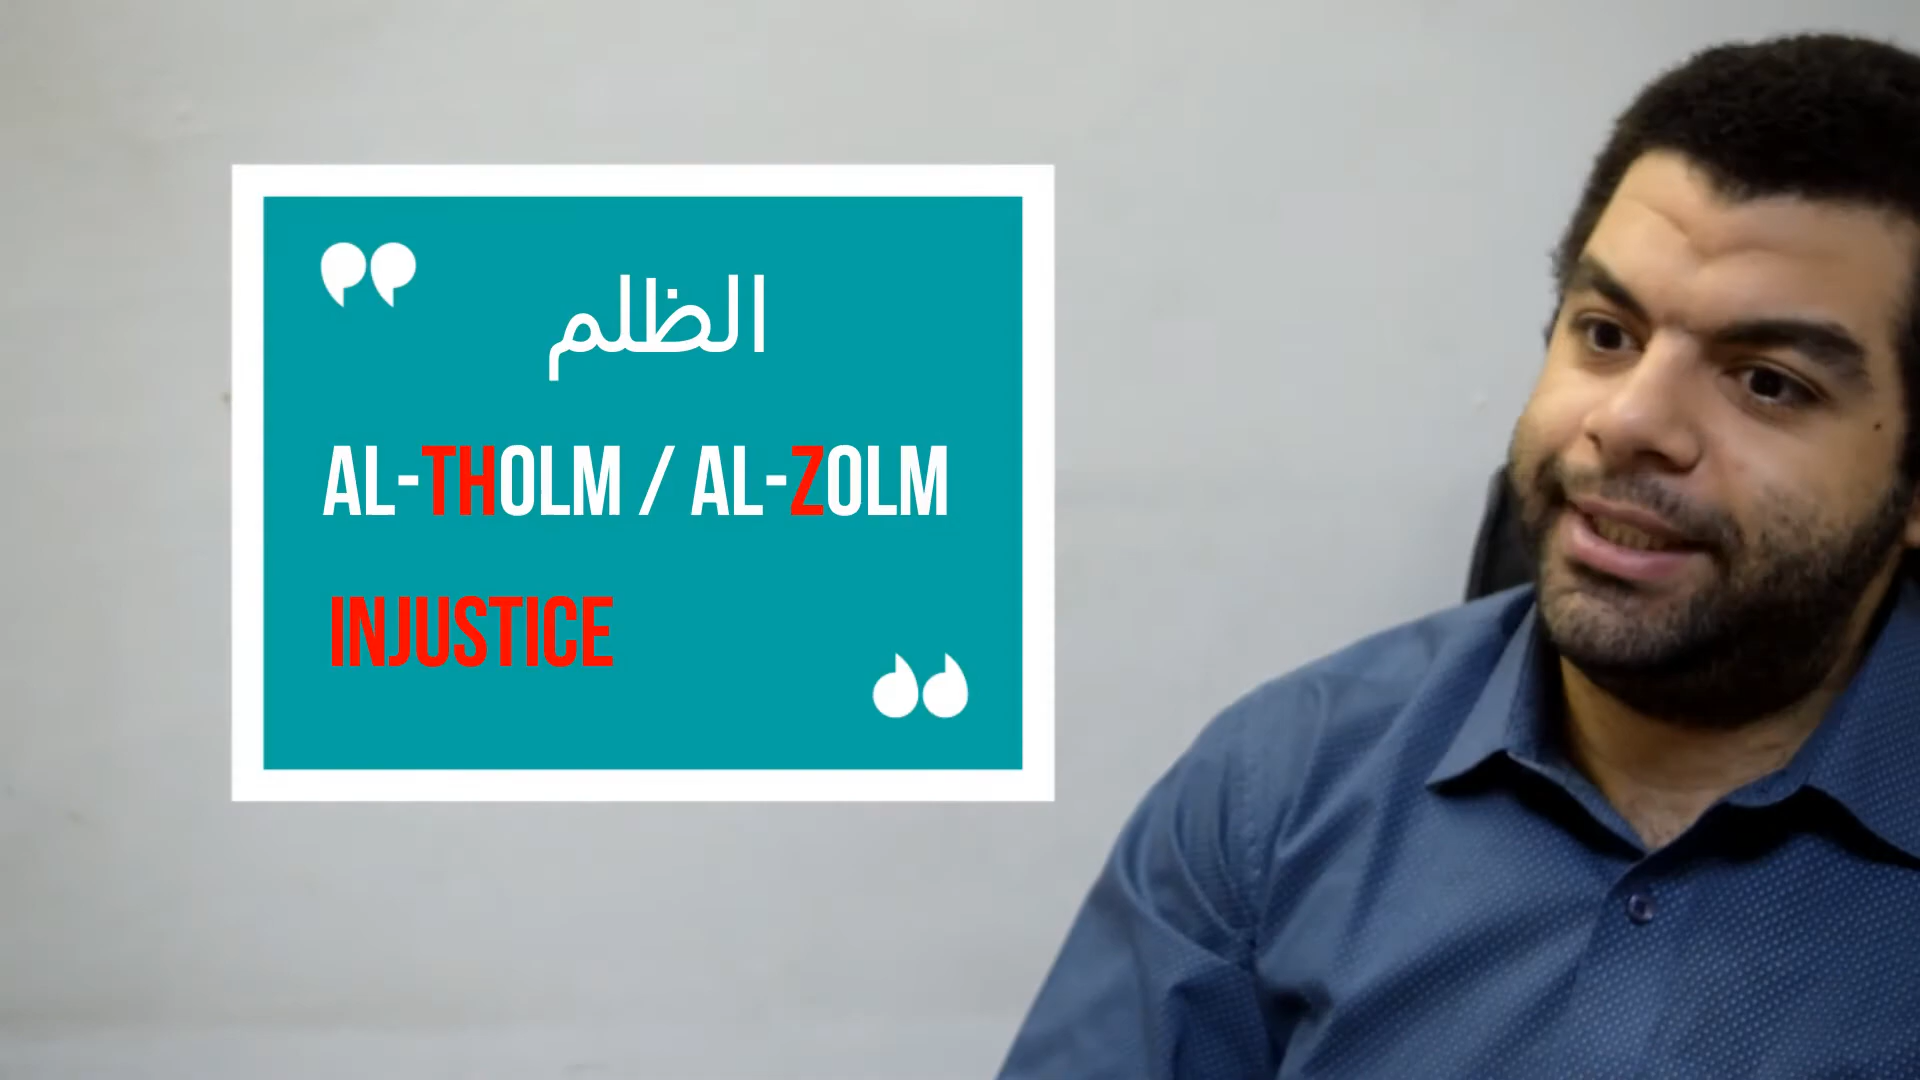 الظلم
AL-THOLM / AL-ZOLM
INJUSTICE